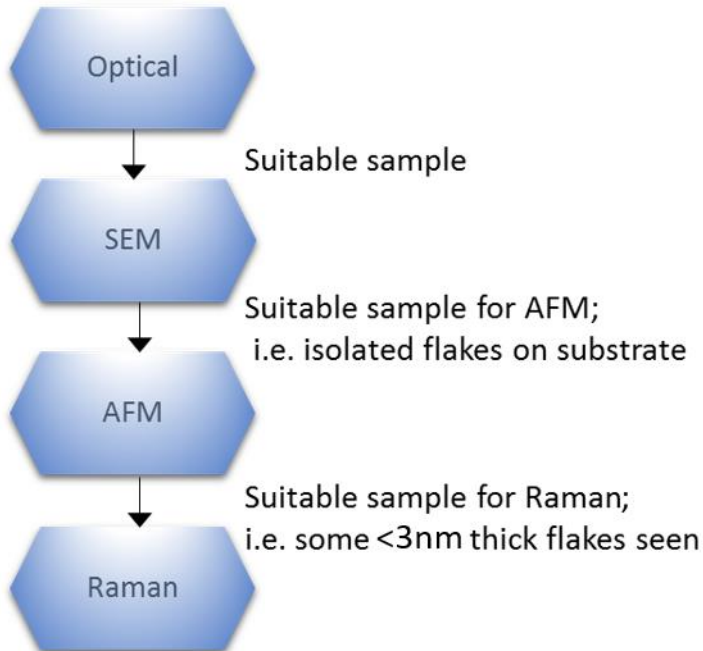 Optical
Suitable sample
SEM
Suitable sample for AFM;
i.e. isolated flakes on substrate
AFM
Suitable sample for Raman;
i.e. some <3nm thick flakes seen
Raman